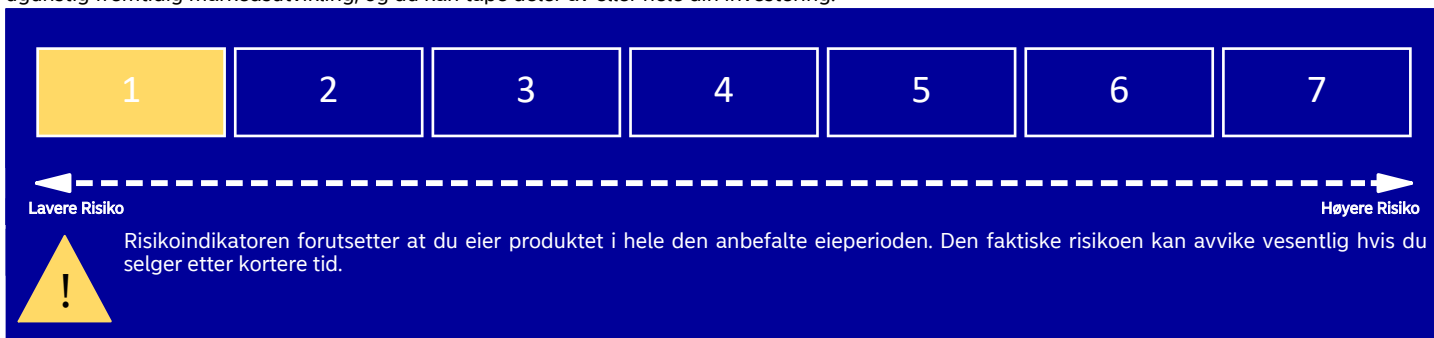 1 2 3 4 5 6 7
Lavere Risiko Høyere Risiko
Risikoindikatoren forutsetter at du eier produktet i hele den anbefalte eieperioden. Den faktiske risikoen kan avvike vesentlig hvis du
selger etter kortere tid.
!